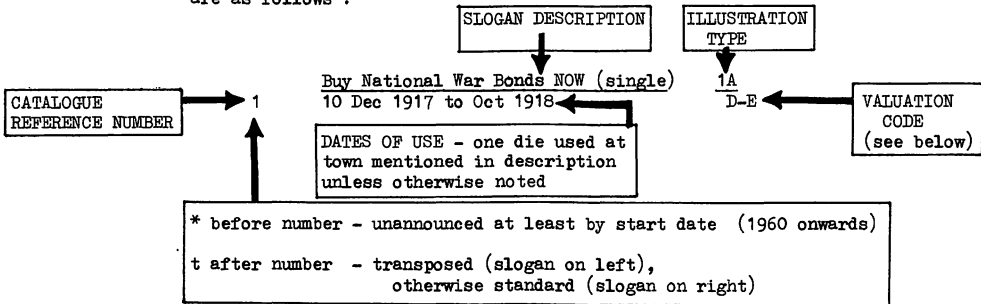 are as follows :
SLOGAN DESCRIPTION
ILLUSTRATION
TYPE
Buy National War Bonds NOW (single)
1A
CATALOGUE
REFERENCE NUMBER
1
10 Dec 1917 to Oct 1918
D-E
VALUATION
CODE
(see below)
DATES OF USE - one die used at
town mentioned in description
unless otherwise noted
* before number - unannounced at least by start date (1960 onwards)
t after number - transposed (slogan on left),
otherwise standard (slogan on right)